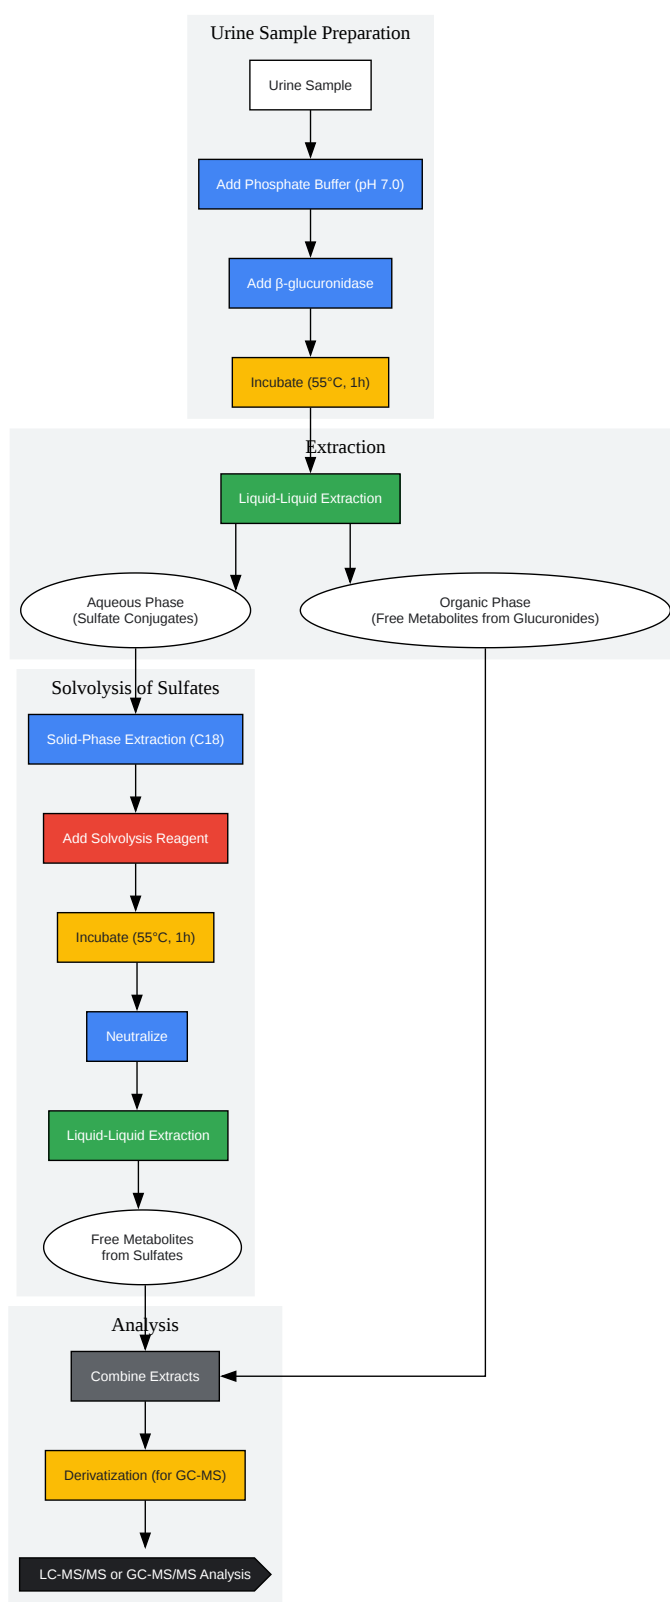 Urine Sample Preparation
Urine Sample
Add Phosphate Buffer (pH 7.0)
Add β-glucuronidase
Incubate (55°C, 1h)
Extraction
Liquid-Liquid Extraction
Aqueous Phase
(Sulfate Conjugates)
Organic Phase
(Free Metabolites from Glucuronides)
Solvolysis of Sulfates
Solid-Phase Extraction (C18)
Add Solvolysis Reagent
Incubate (55°C, 1h)
Neutralize
Liquid-Liquid Extraction
Free Metabolites
from Sulfates
Analysis
Combine Extracts
Derivatization (for GC-MS)
LC-MS/MS or GC-MS/MS Analysis